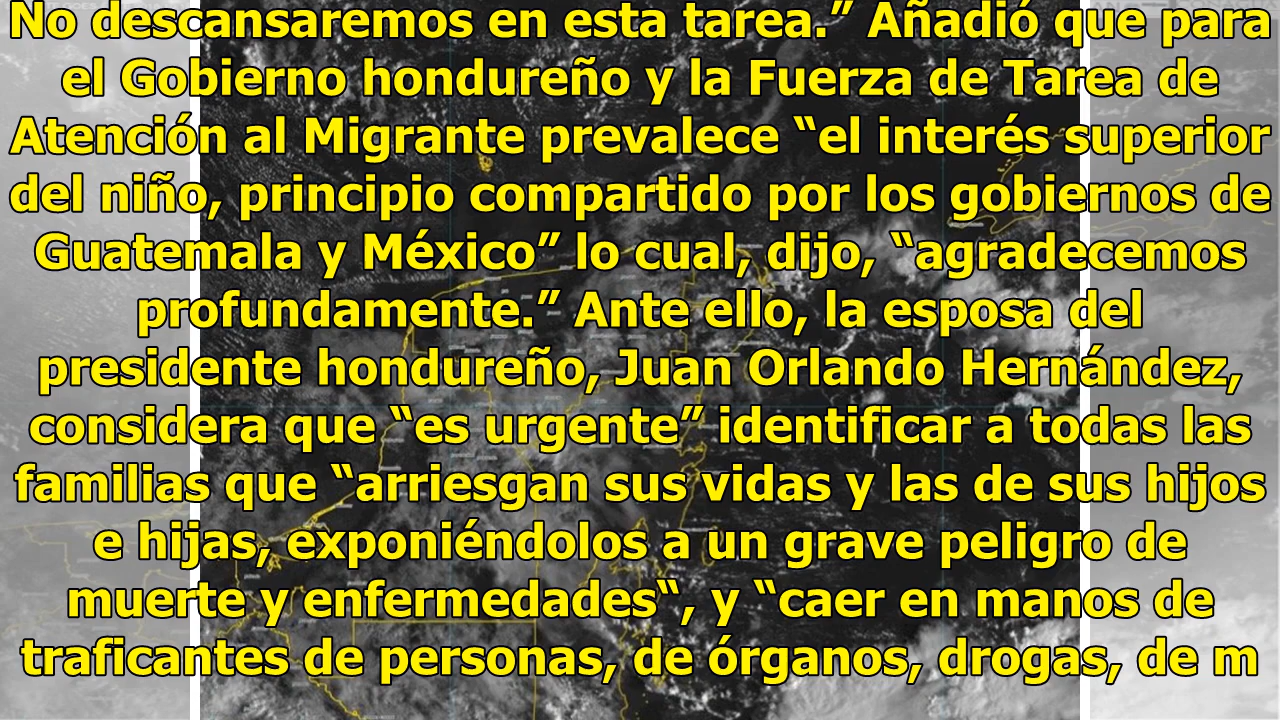 No descansaremos en esta tarea.” Añadió que para
el Gobierno hondureño y la Fuerza de Tarea de
Atención al Migrante prevalece “el interés superior
del niño, principio compartido por los gobiernos de
Guatemala y México” lo cual, dijo, “agradecemos
profundamente.” Ante ello, la esposa del
presidente hondureño, Juan Orlando Hernández,
considera que “es urgente” identificar a todas las
familias que “arriesgan sus vidas y las de sus hijos
e hijas, exponiéndolos a un grave peligro de
muerte y enfermedades“, y “caer en manos de
traficantes de personas, de órganos, drogas, de m